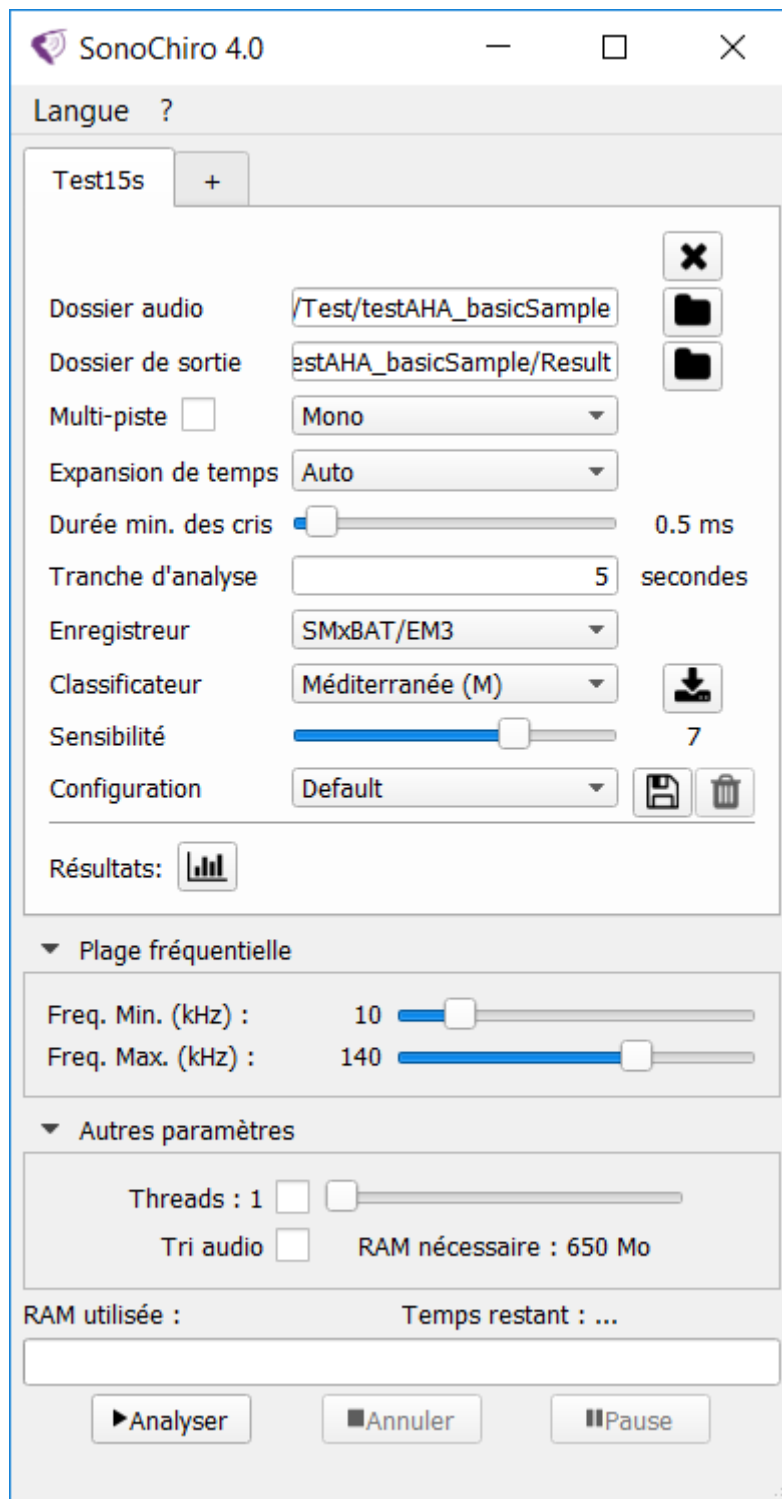 SonoChiro 4.0
Langue ?
Test15s +
Dossier audio /Test/testAHA_basicSample
Dossier de sortie estAHA_basicSample/Result
Multi-piste Mono
Expansion de temps Auto
Durée min. des cris 0.5 ms
Tranche d'analyse 5 secondes
Enregistreur SMxBAT/EM3
Classificateur Méditerranée (M)
Sensibilité 7
Configuration Default
Résultats:
Plage fréquentielle
Freq. Min. (kHz) : 10
Freq. Max. (kHz) : 140
Autres paramètres
Threads : 1
Tri audio RAM nécessaire : 650 Mo
RAM utilisée : Temps restant : ...
Analyser Annuler Pause